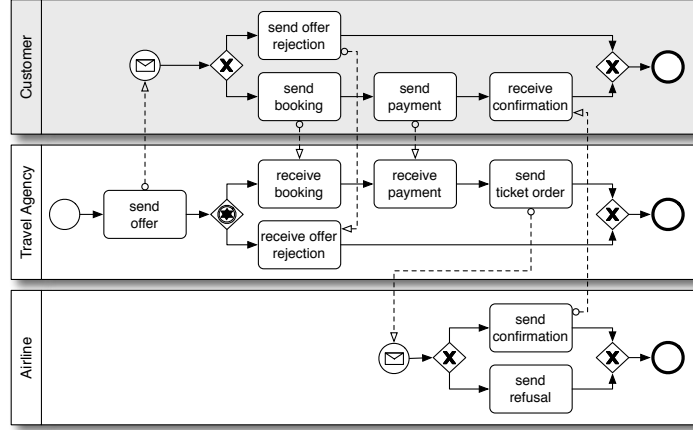 Customer
send offer
rejection
send
booking
send
payment
receive
confirmation
Travel Agency
send
offer
receive
booking
receive
payment
send
ticket order
receive offer
rejection
Airline
send
confirmation
send
refusal